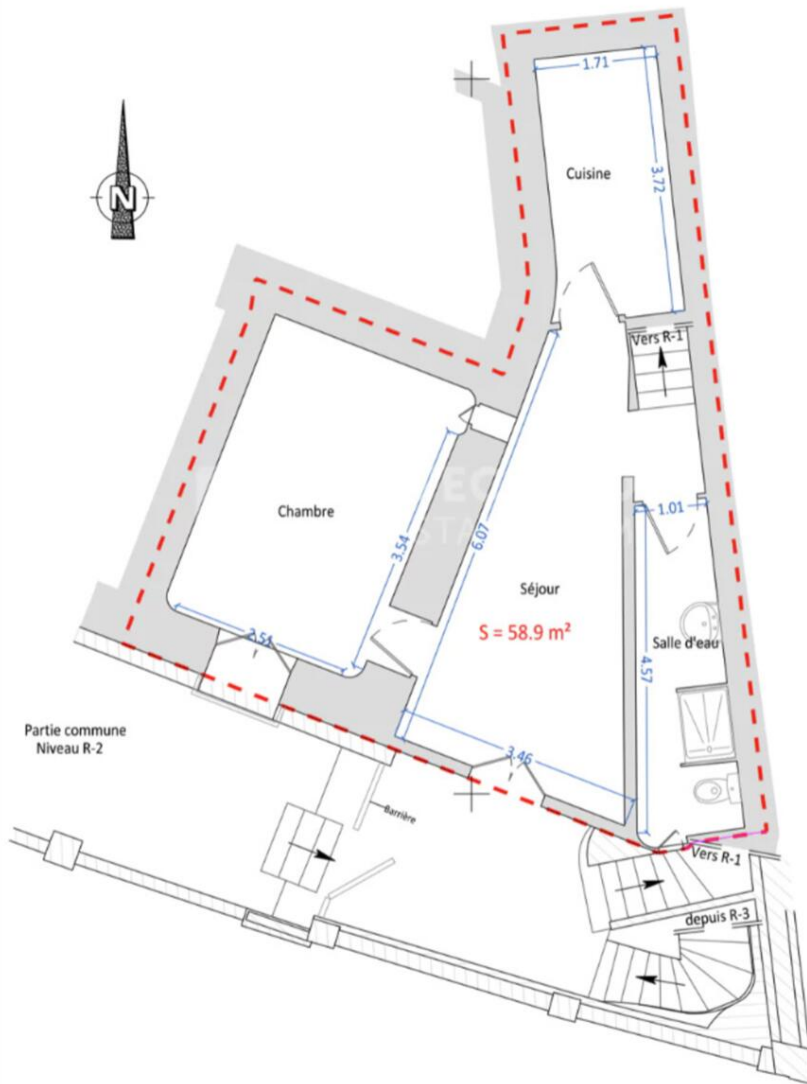 1.71
Cuisine
3.72
N
Vers R-1
Chambre
3.54
6.07
1.01
Séjour
S = 58.9 m²
Salle d'eau
4.57
2.51
3.46
Partie commune
Niveau R-2
Barrière
Vers R-1
depuis R-3